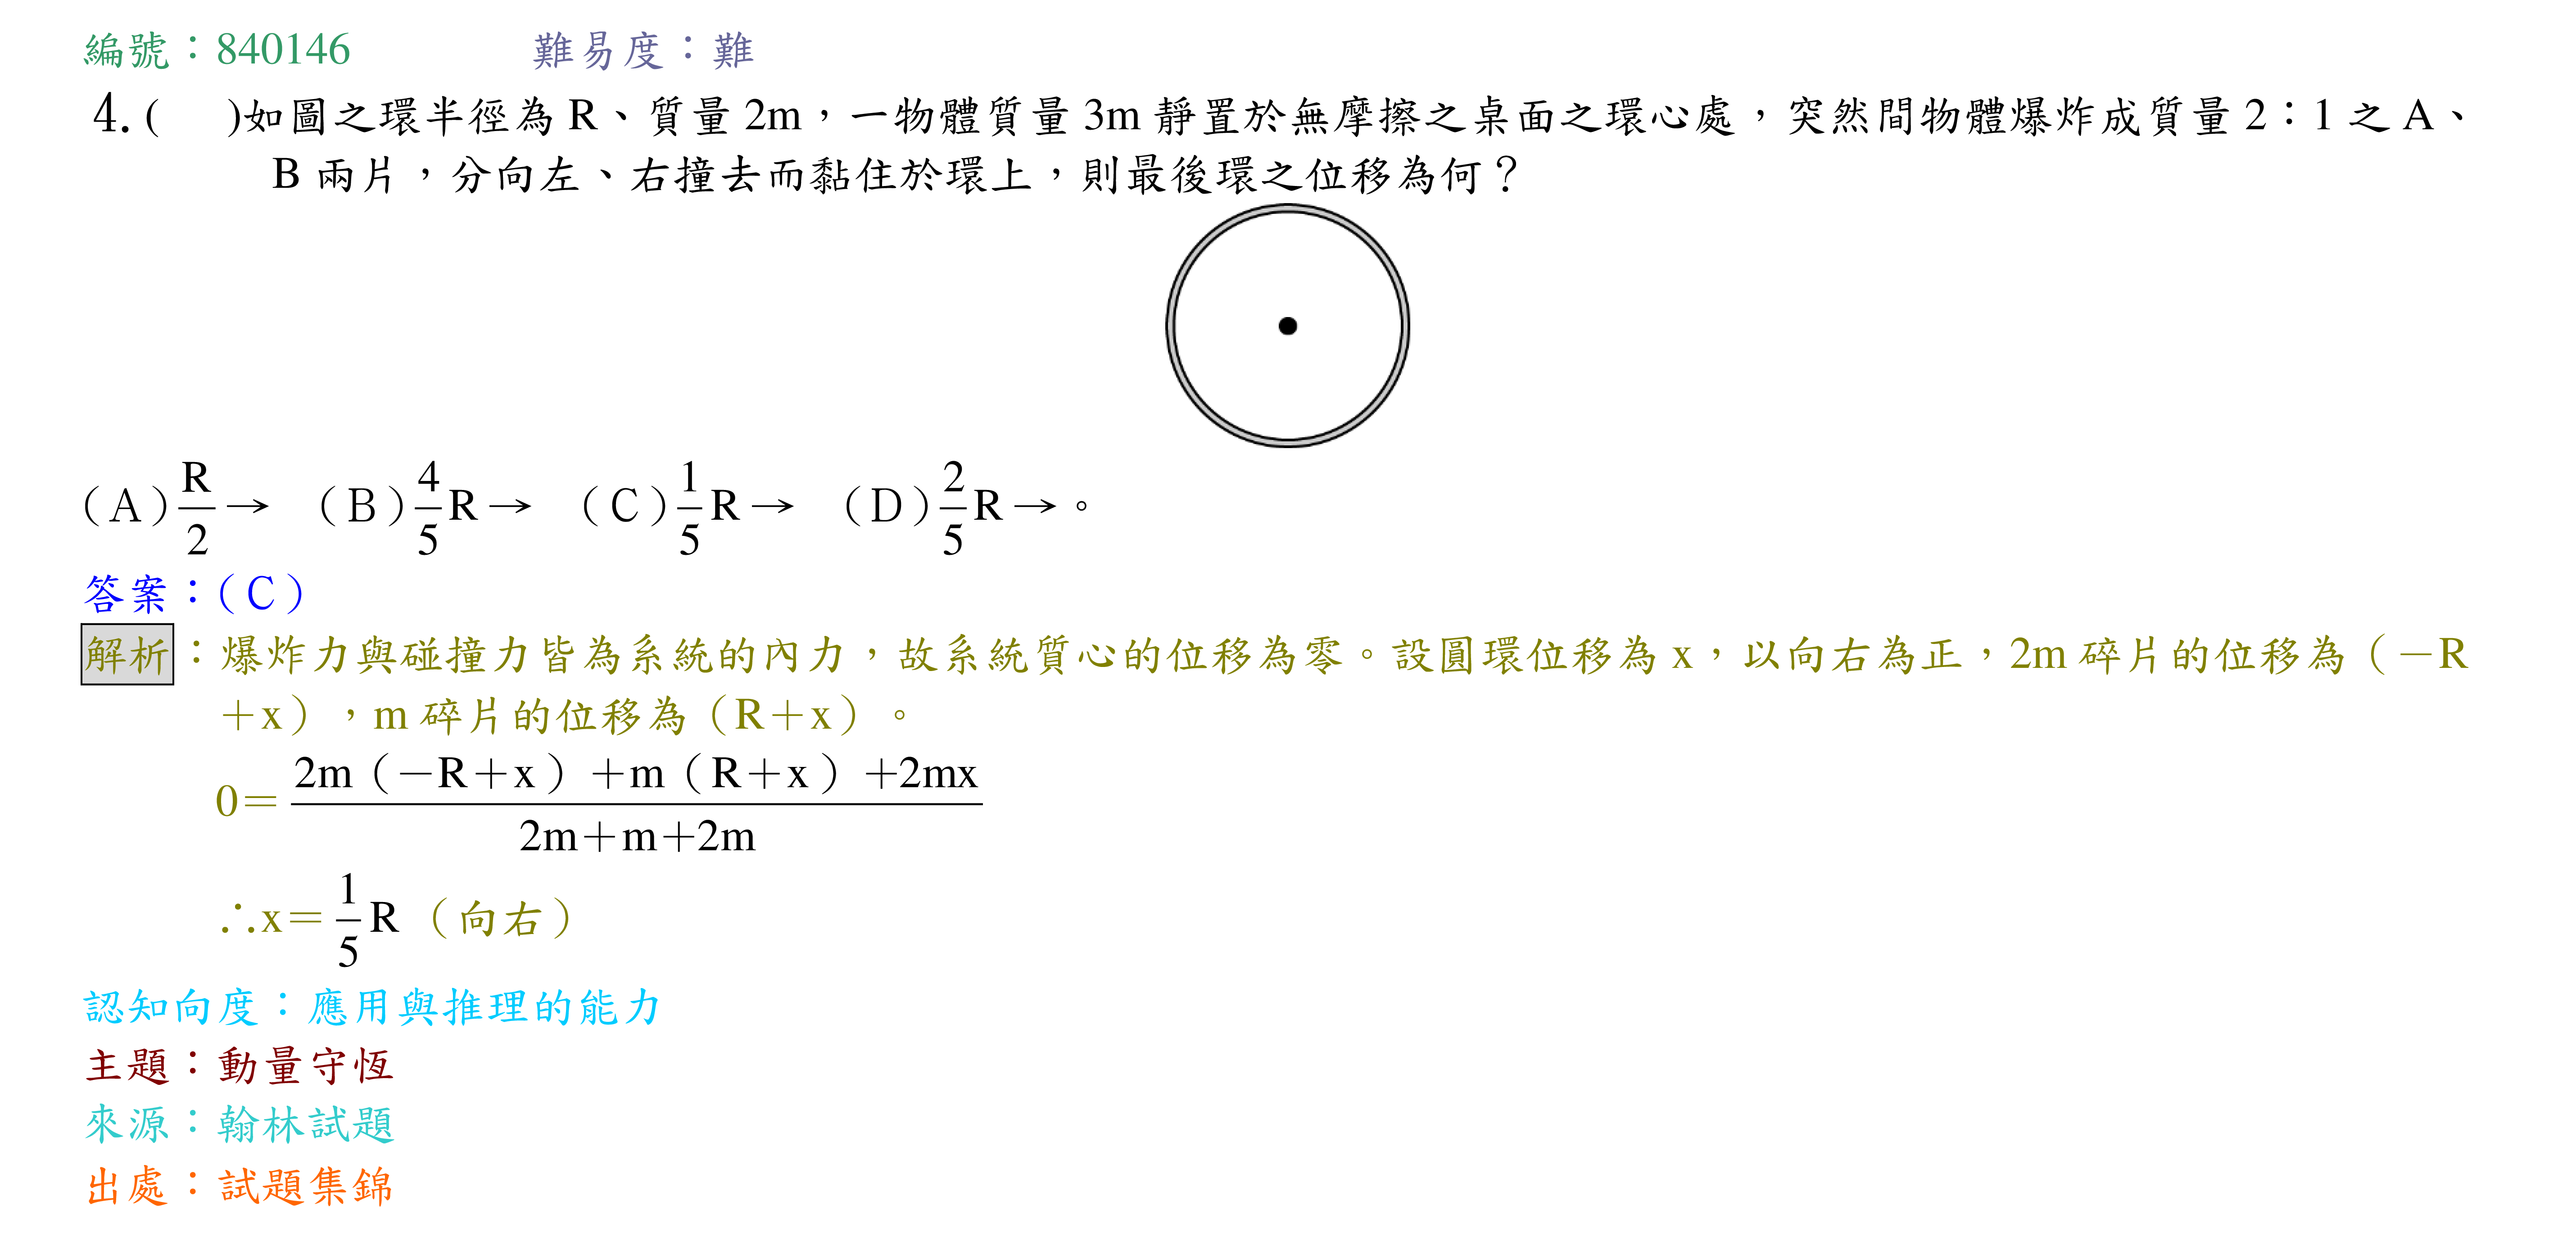 編號：840146 難易度：難
4.( )如圖之環半徑為 R、質量 2m，一物體質量 3m 靜置於無摩擦之桌面之環心處，突然間物體爆炸成質量 2：1 之 A、
B 兩片，分向左、右撞去而黏住於環上，則最後環之位移為何？
（A）R/2→ （B）4/5 R→ （C）1/5 R→ （D）2/5 R→。
答案：（C）
解析：爆炸力與碰撞力皆為系統的內力，故系統質心的位移為零。設圓環位移為 x，以向右為正，2m 碎片的位移為（－R
＋x），m 碎片的位移為（R＋x）。
0＝ 2m（－R＋x）＋m（R＋x）＋2mx / 2m＋m＋2m
∴x＝ 1/5 R（向右）
認知向度：應用與推理的能力
主題：動量守恆
來源：翰林試題
出處：試題集錦